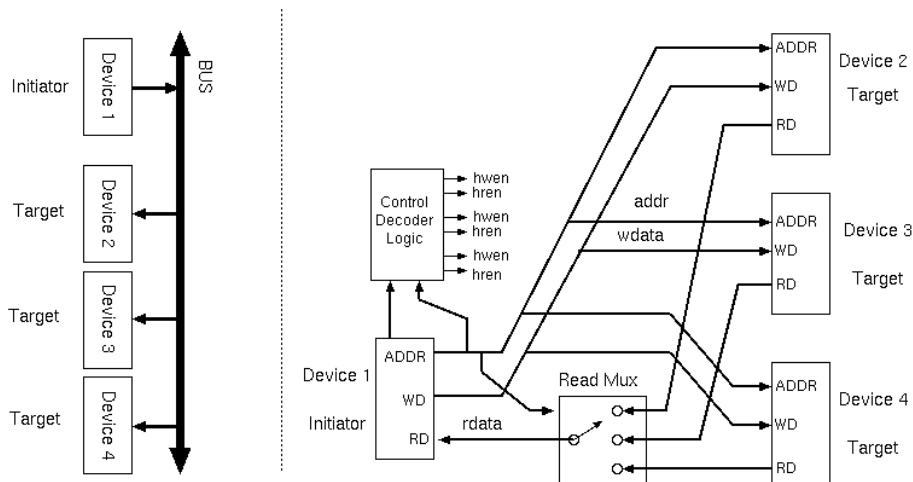 Initiator
Device 1
BUS
Target
Device 2
Target
Device 3
Target
Device 4
ADDR
WD
RD
Device 2
Target
Control
Decoder
Logic
hwen
hren
hwen
hren
hwen
hren
addr
wdata
ADDR
WD
RD
Device 3
Target
Device 1
Initiator
ADDR
WD
RD
rdata
Read Mux
ADDR
WD
RD
Device 4
Target